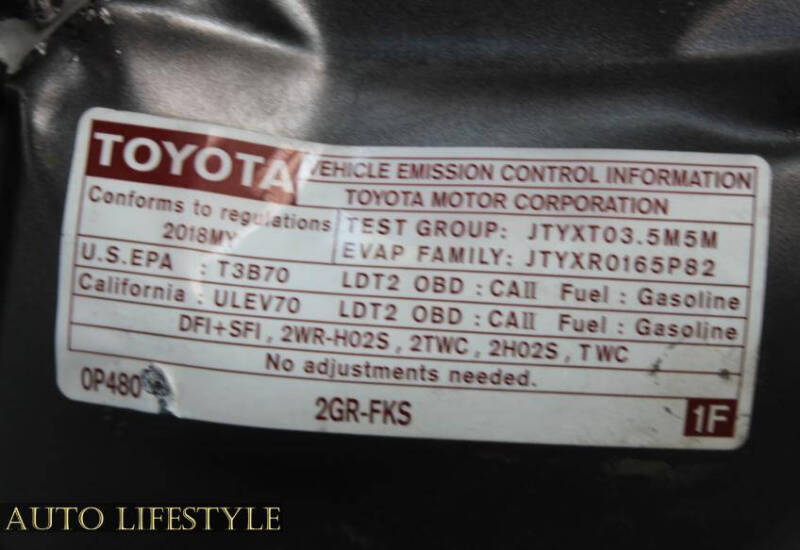 TOYOTA VEHICLE EMISSION CONTROL INFORMATION
TOYOTA MOTOR CORPORATION
Conforms to regulations
2018MY
TEST GROUP: JTYXT03.5M5M
EVAP FAMILY: JTYXR0165P82
U.S.EPA : T3B70 LDT2 OBD : CAII Fuel : Gasoline
California : ULEV70 LDT2 OBD : CAII Fuel : Gasoline
DFI+SFI, 2WR-HO2S, 2TWC, 2HO2S, TWC
No adjustments needed.
0P480
2GR-FKS
1F
AUTO LIFESTYLE